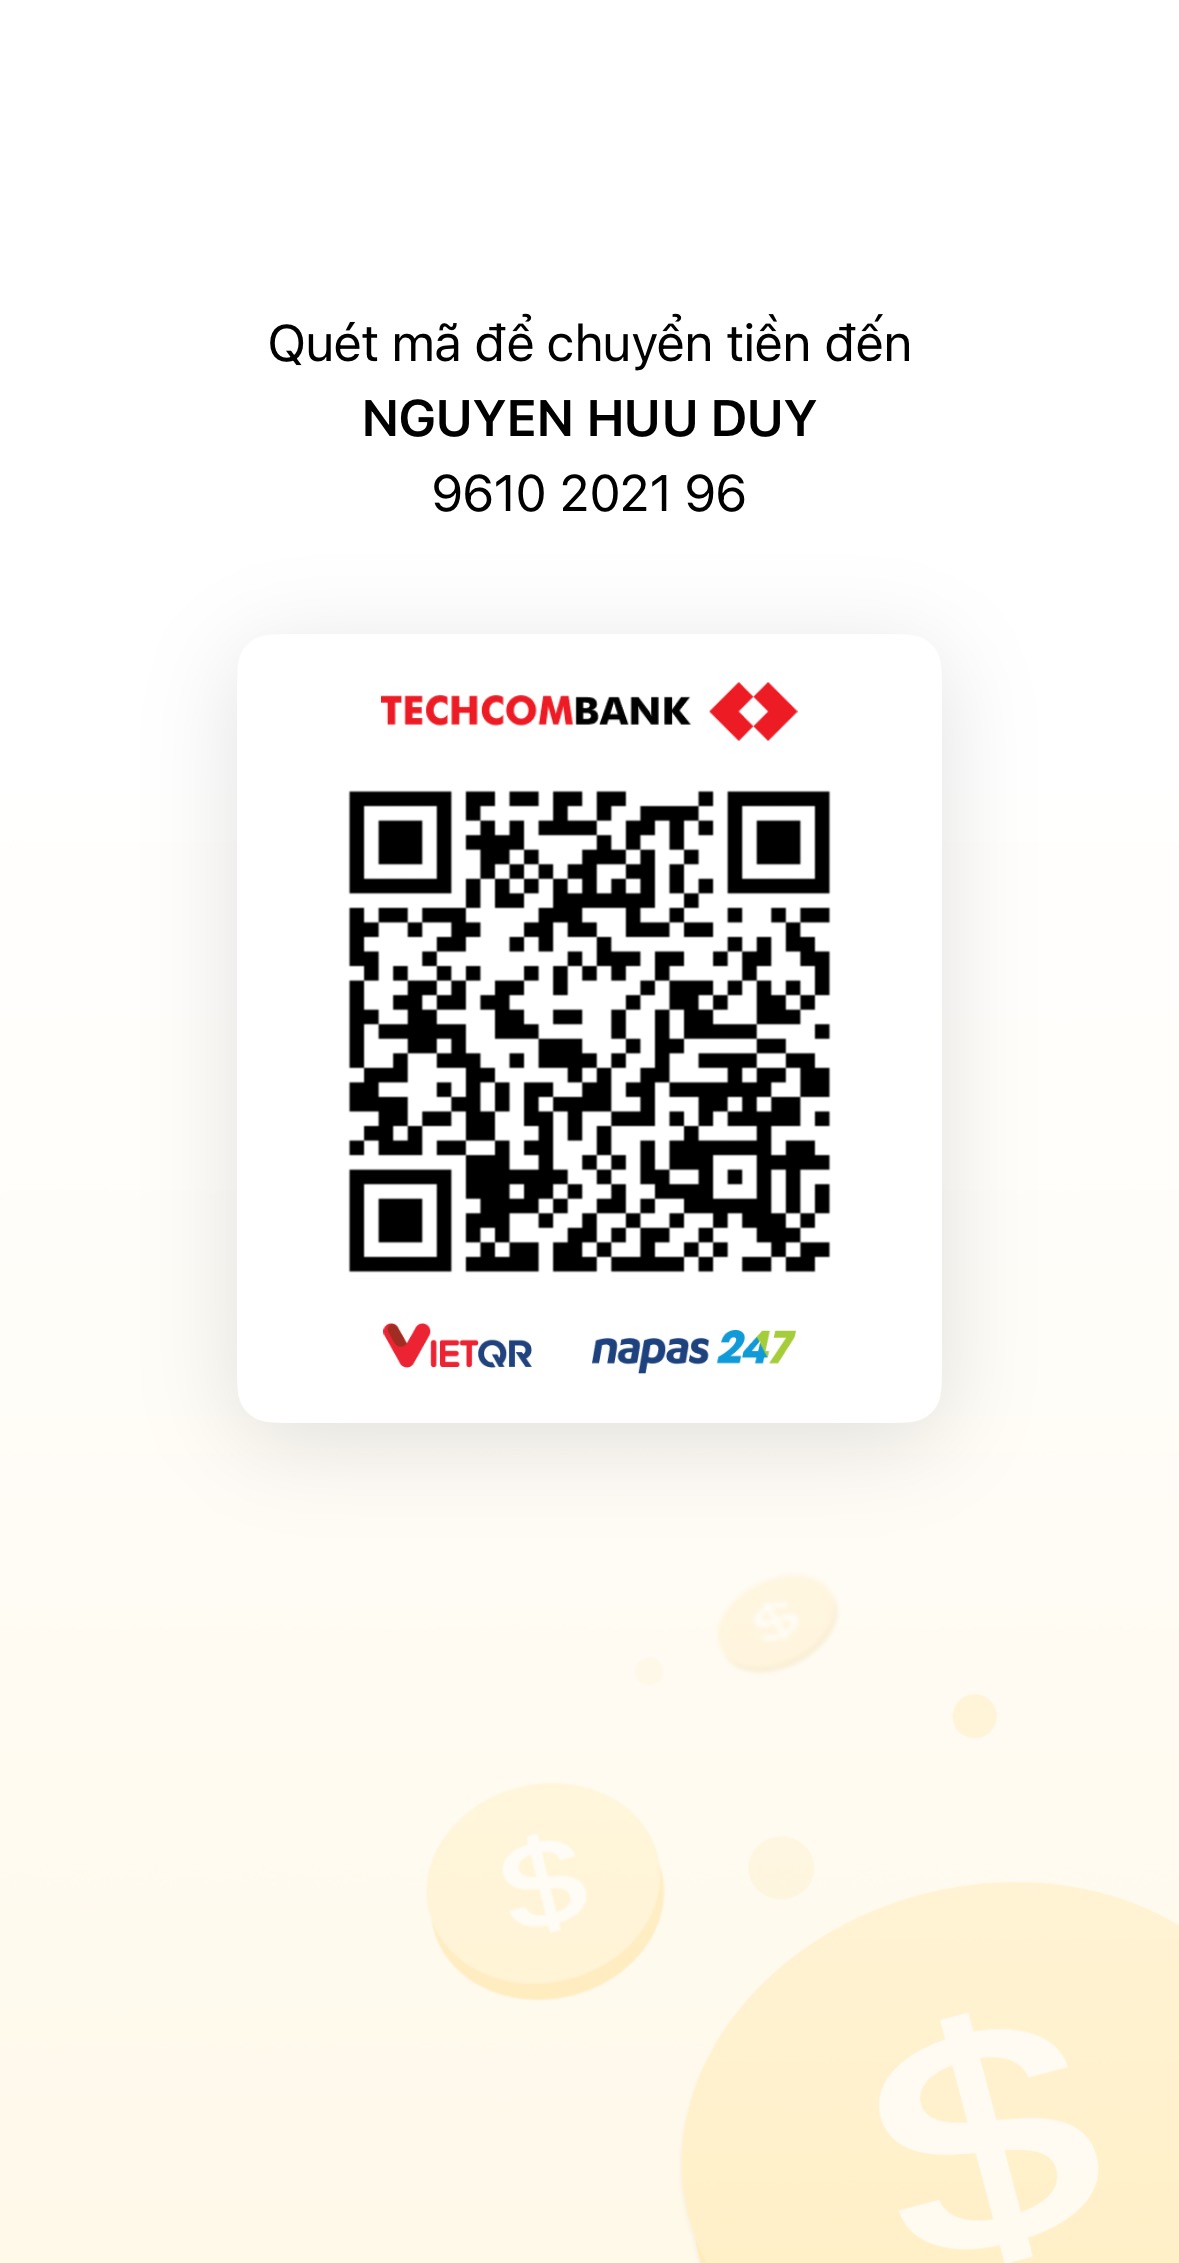 Quét mã để chuyển tiền đến
NGUYEN HUU DUY
9610 2021 96
TECHCOMBANK
VIETQR
napas 247
$
$
$